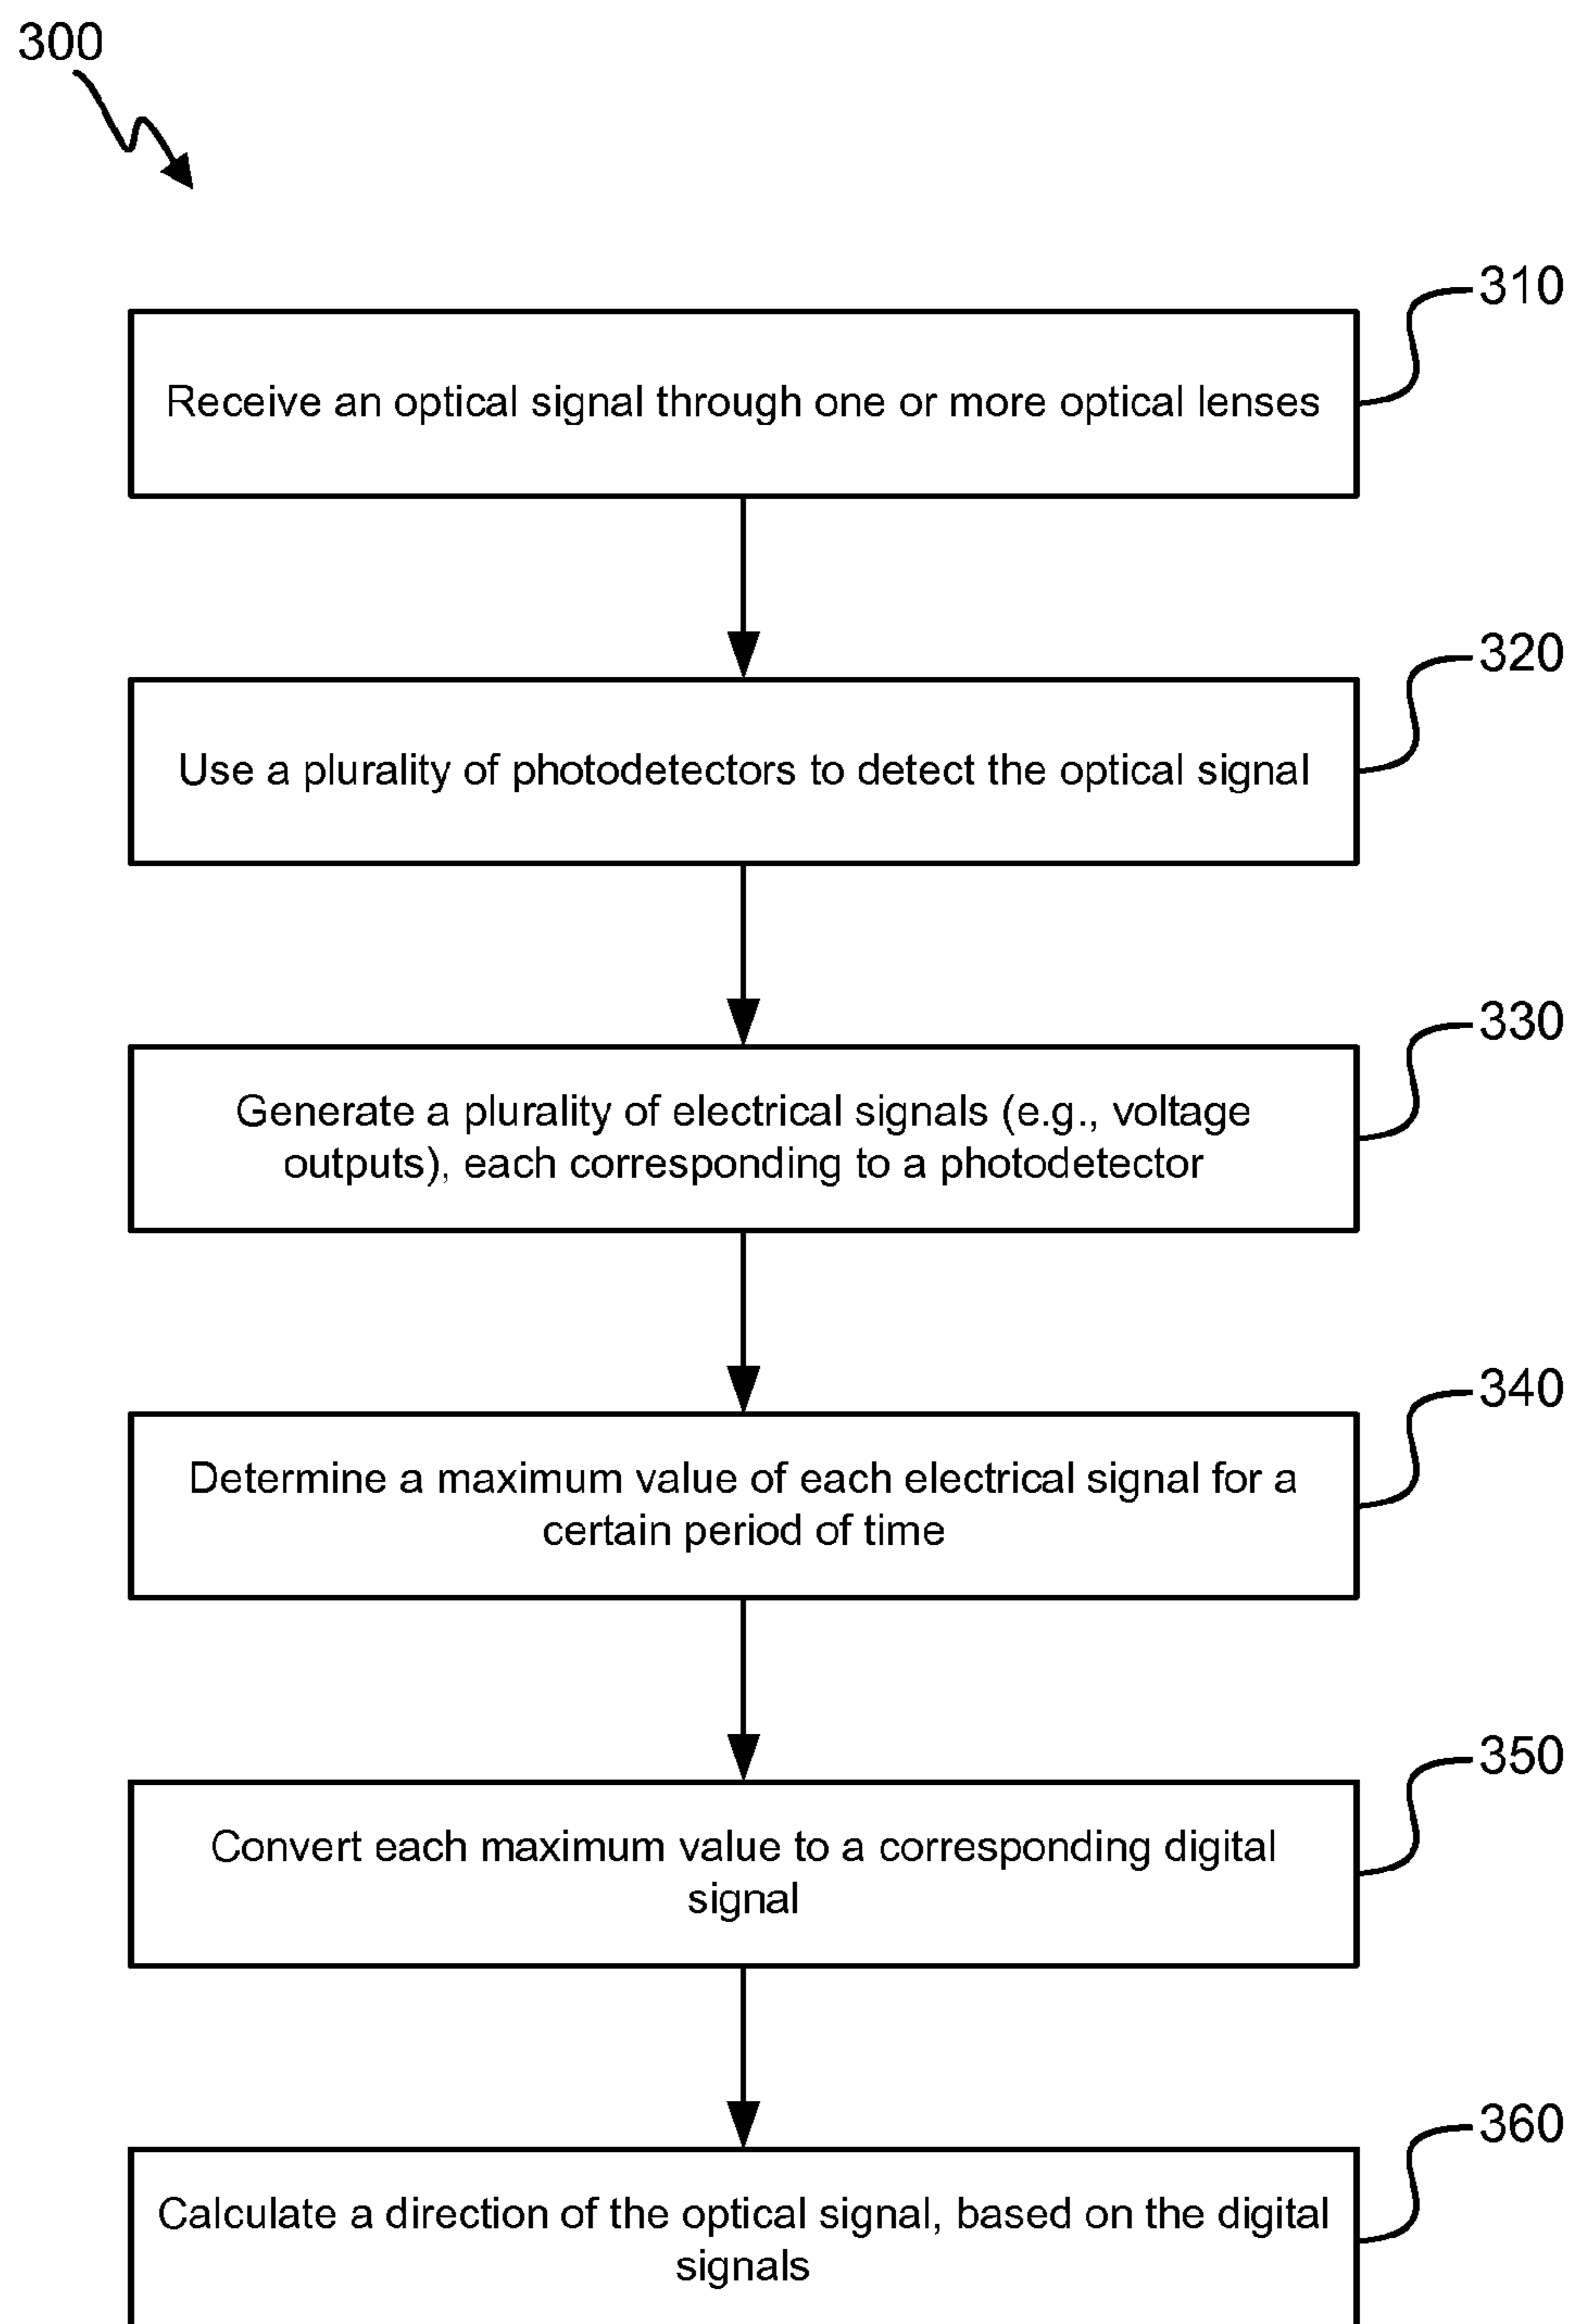 300
310
Receive an optical signal through one or more optical lenses
320
Use a plurality of photodetectors to detect the optical signal
330
Generate a plurality of electrical signals (e.g., voltage
outputs), each corresponding to a photodetector
340
Determine a maximum value of each electrical signal for a
certain period of time
350
Convert each maximum value to a corresponding digital
signal
360
Calculate a direction of the optical signal, based on the digital
signals